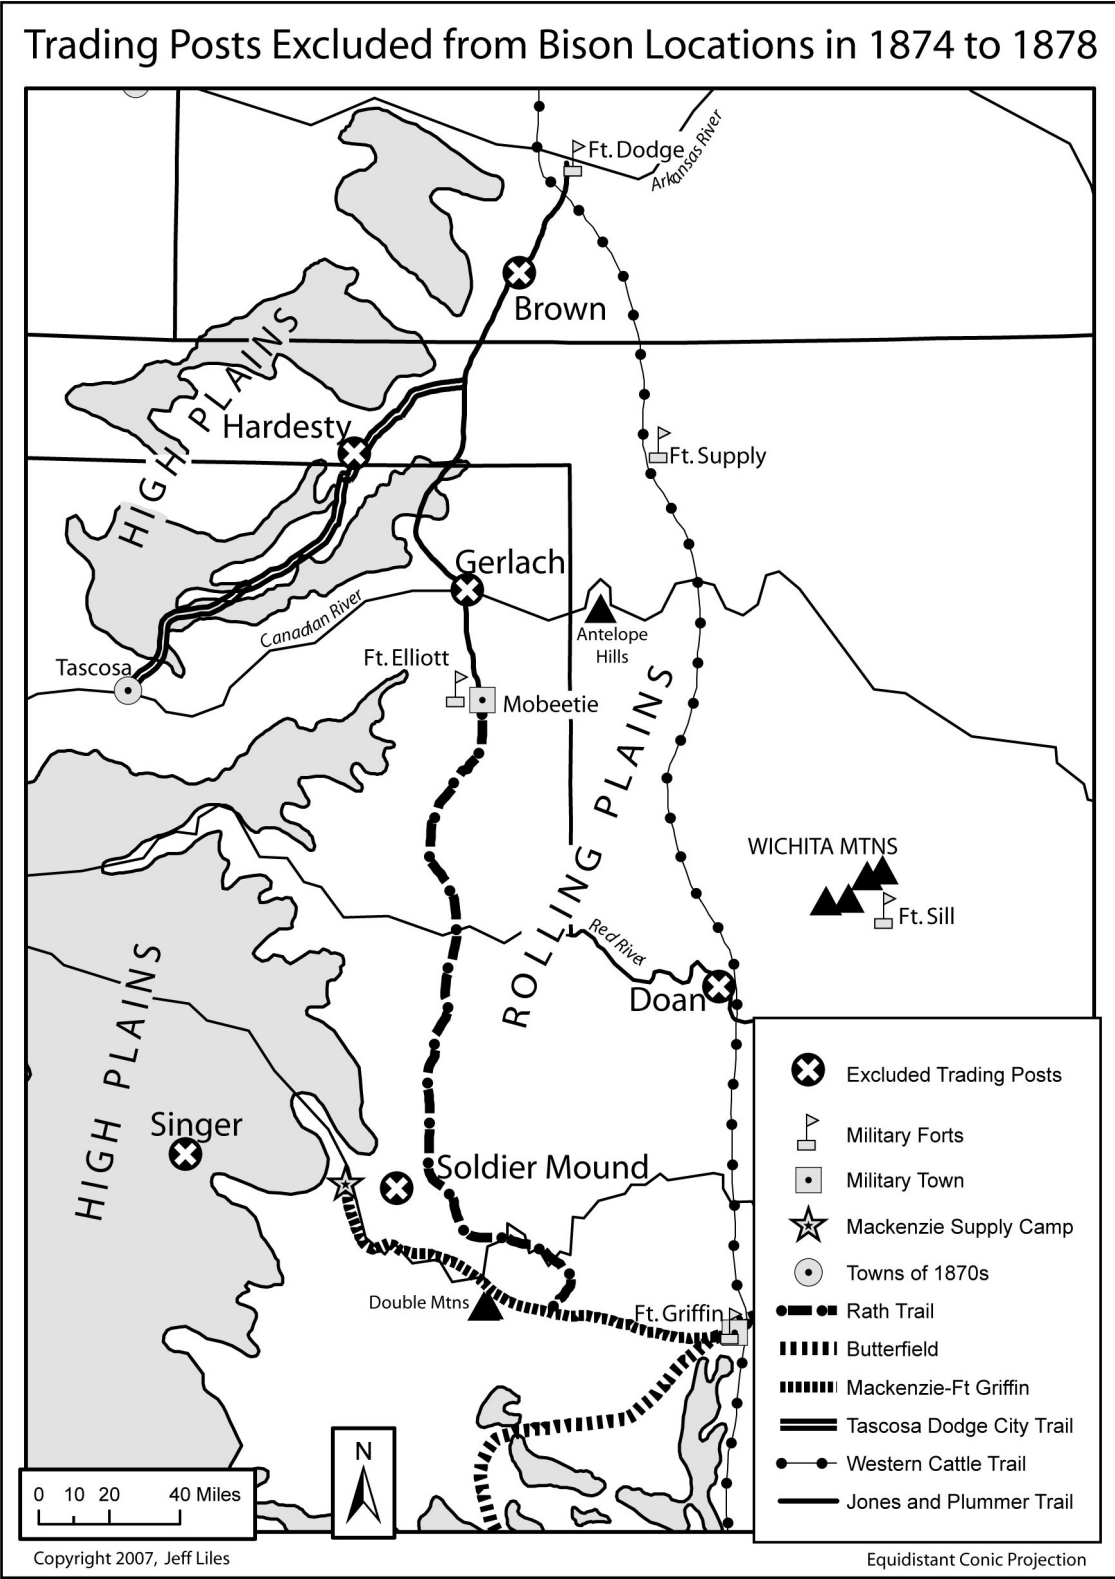 Trading Posts Excluded from Bison Locations in 1874 to 1878
Ft. Dodge
Arkansas River
Brown
HIGH PLAINS
Hardesty
Ft. Supply
Gerlach
Canadian River
Antelope
Hills
Tascosa
Ft. Elliott
Mobeetie
ROLLING PLAINS
WICHITA MTNS
Ft. Sill
Red River
Doan
HIGH PLAINS
Singer
Soldier Mound
Double Mtns
Ft. Griffin
Excluded Trading Posts
Military Forts
Military Town
Mackenzie Supply Camp
Towns of 1870s
Rath Trail
Butterfield
Mackenzie-Ft Griffin
Tascosa Dodge City Trail
Western Cattle Trail
Jones and Plummer Trail
N
0 10 20 40 Miles
Copyright 2007, Jeff Liles
Equidistant Conic Projection